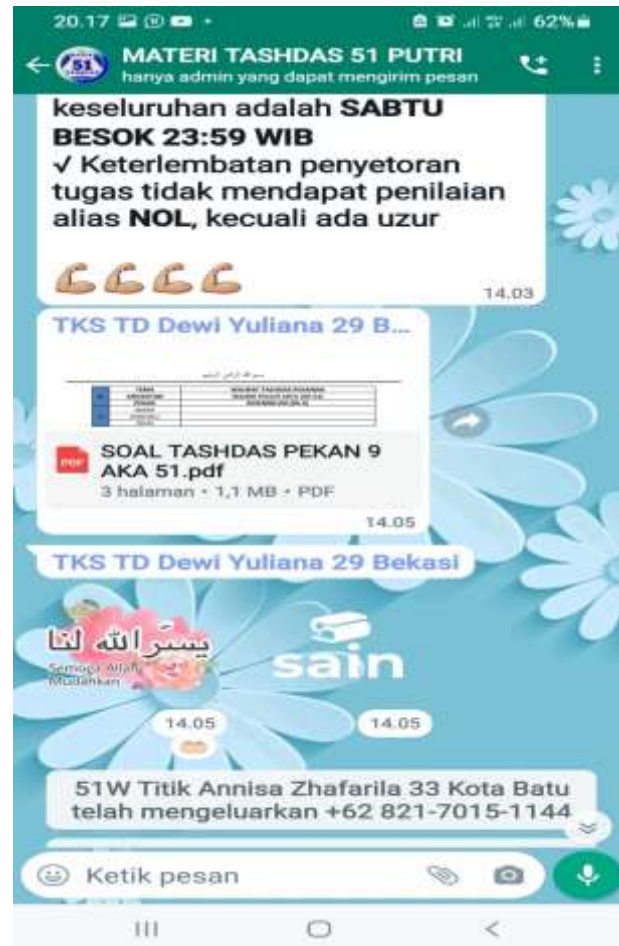 20.17
62%
MATERI TASHDAS 51 PUTRI
hanya admin yang dapat mengirim pesan
keseluruhan adalah SABTU
BESOK 23:59 WIB
√ Keterlembatan penyetoran
tugas tidak mendapat penilaian
alias NOL, kecuali ada uzur
14.03
TKS TD Dewi Yuliana 29 B...
PDF
SOAL TASHDAS PEKAN 9
AKA 51.pdf
3 halaman • 1,1 MB • PDF
14.05
TKS TD Dewi Yuliana 29 Bekasi
يسّر الله لنا
Semoga Allah
Mudahkan
sain
14.05
14.05
51W Titik Annisa Zhafarila 33 Kota Batu
telah mengeluarkan +62 821-7015-1144
Ketik pesan